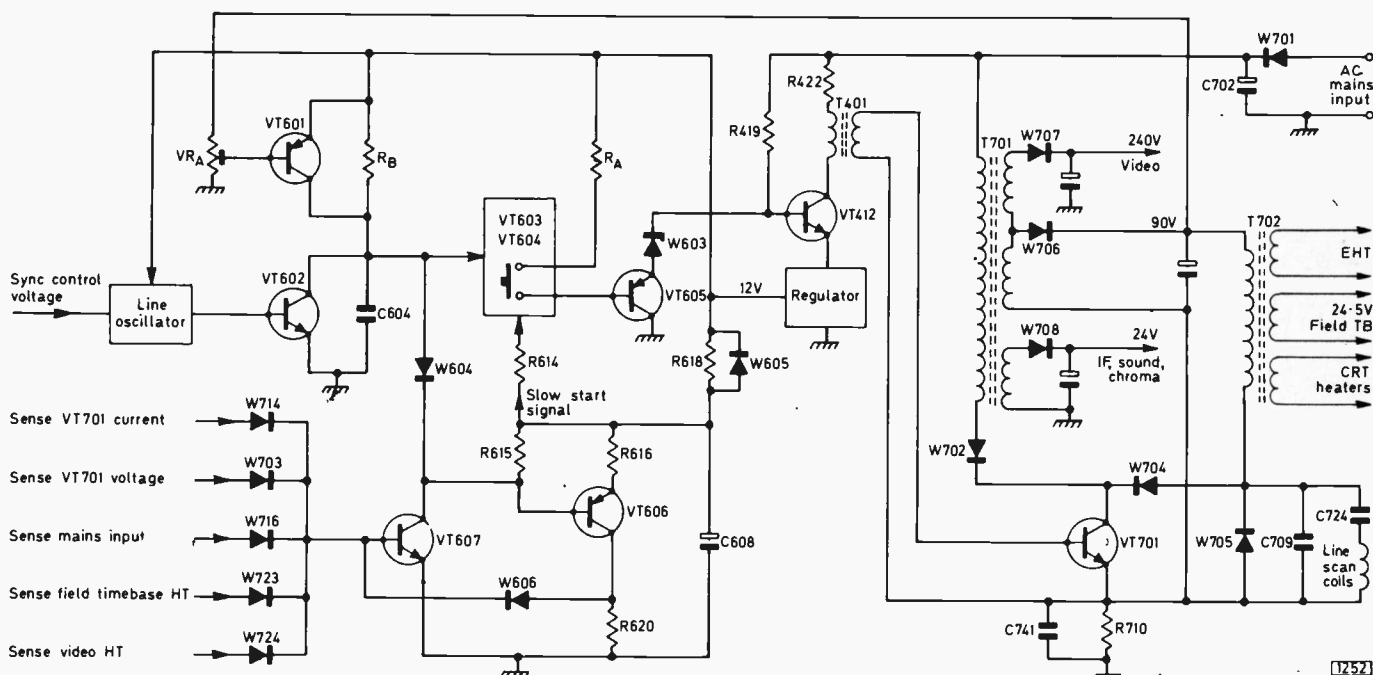 W701
AC
mains
input
C702
R422
T401
R419
VT601
VRA
RB
RA
T701
W707
240V
Video
VT603
VT604
W603
VT412
W706
90V
T702
EHT
Sync control
voltage
Line
oscillator
VT602
C604
VT605
12V
Regulator
W708
24V
IF, sound,
chroma
24·5V
Field TB
CRT
heaters
W604
R614
R618
W605
Slow start
signal
Sense VT701 current
W714
R615
R616
W702
W704
Sense VT701 voltage
W703
VT606
VT701
W705
C709
C724
Line
scan
coils
Sense mains input
W716
VT607
C608
Sense field timebase HT
W723
W606
R620
Sense video HT
W724
C741
R710
1252